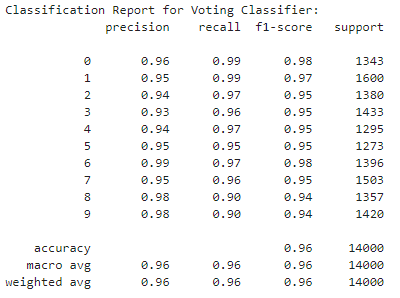 Classification Report for Voting Classifier:
precision recall f1-score support
0 0.96 0.99 0.98 1343
1 0.95 0.99 0.97 1600
2 0.94 0.97 0.95 1380
3 0.93 0.96 0.95 1433
4 0.94 0.97 0.95 1295
5 0.95 0.95 0.95 1273
6 0.99 0.97 0.98 1396
7 0.95 0.96 0.95 1503
8 0.98 0.90 0.94 1357
9 0.98 0.90 0.94 1420
accuracy 0.96 14000
macro avg 0.96 0.96 0.96 14000
weighted avg 0.96 0.96 0.96 14000